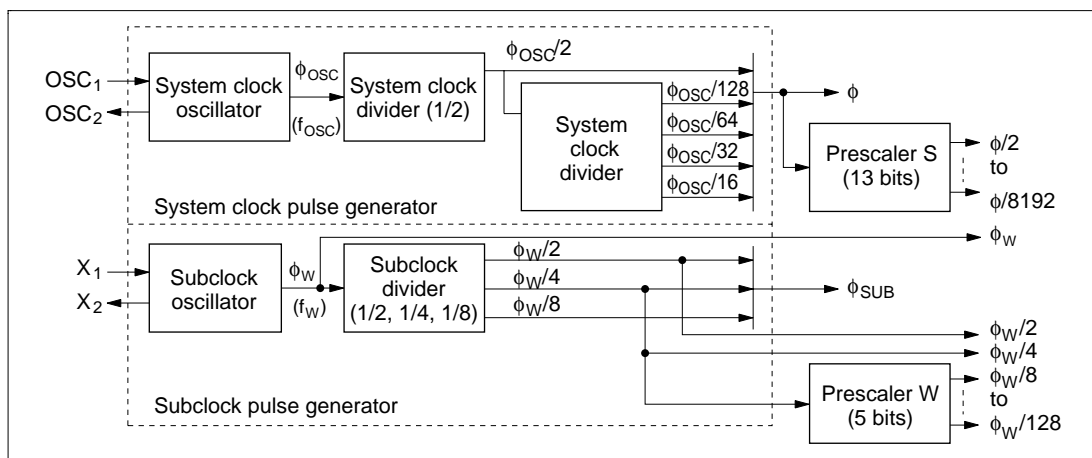 OSC₁
OSC₂
System clock
oscillator
ϕOSC
(fOSC)
System clock
divider (1/2)
ϕOSC/2
System
clock
divider
ϕOSC/128
ϕOSC/64
ϕOSC/32
ϕOSC/16
ϕ
Prescaler S
(13 bits)
ϕ/2
to
ϕ/8192
System clock pulse generator
X₁
X₂
Subclock
oscillator
ϕW
(fW)
Subclock
divider
(1/2, 1/4, 1/8)
ϕW/2
ϕW/4
ϕW/8
ϕW
ϕSUB
ϕW/2
ϕW/4
Prescaler W
(5 bits)
ϕW/8
to
ϕW/128
Subclock pulse generator